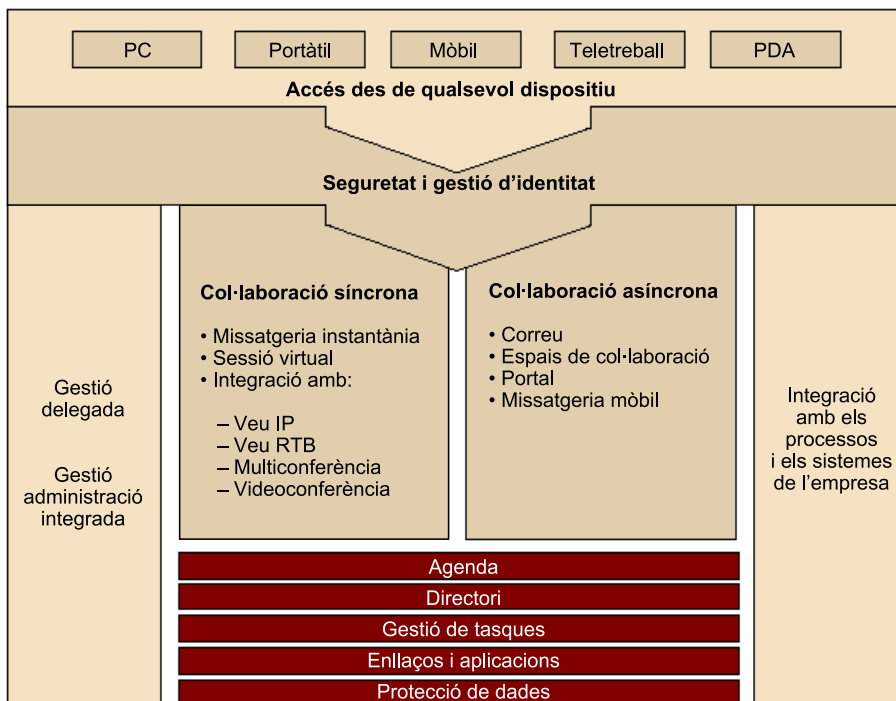 PC
Portàtil
Mòbil
Teletreball
PDA
Accés des de qualsevol dispositiu
Seguretat i gestió d’identitat
Gestió
delegada
Gestió
administració
integrada
Col·laboració síncrona
• Missatgeria instantània
• Sessió virtual
• Integració amb:
– Veu IP
– Veu RTB
– Multiconferència
– Videoconferència
Col·laboració asíncrona
• Correu
• Espais de col·laboració
• Portal
• Missatgeria mòbil
Integració
amb els
processos
i els sistemes
de l’empresa
Agenda
Directori
Gestió de tasques
Enllaços i aplicacions
Protecció de dades